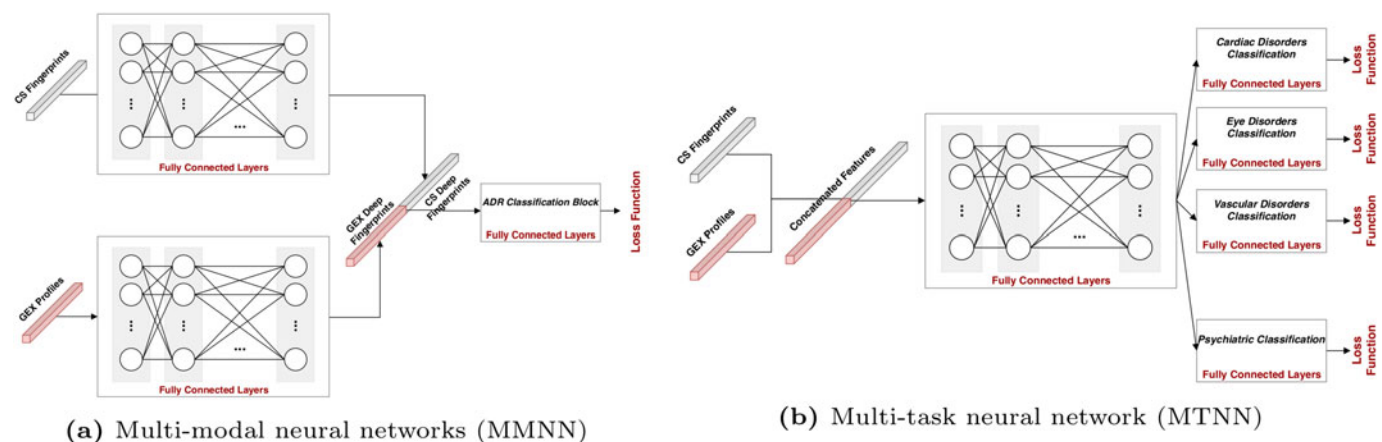 CS Fingerprints
Fully Connected Layers
GEX Profiles
Fully Connected Layers
GEX Deep
Fingerprints
CS Deep
Fingerprints
ADR Classification Block
Fully Connected Layers
Loss Function
(a) Multi-modal neural networks (MMNN)
CS Fingerprints
GEX Profiles
Concatenated Features
Fully Connected Layers
Cardiac Disorders
Classification
Fully Connected Layers
Loss
Function
Eye Disorders
Classification
Fully Connected Layers
Loss
Function
Vascular Disorders
Classification
Fully Connected Layers
Loss
Function
Psychiatric Classification
Fully Connected Layers
Loss
Function
(b) Multi-task neural network (MTNN)